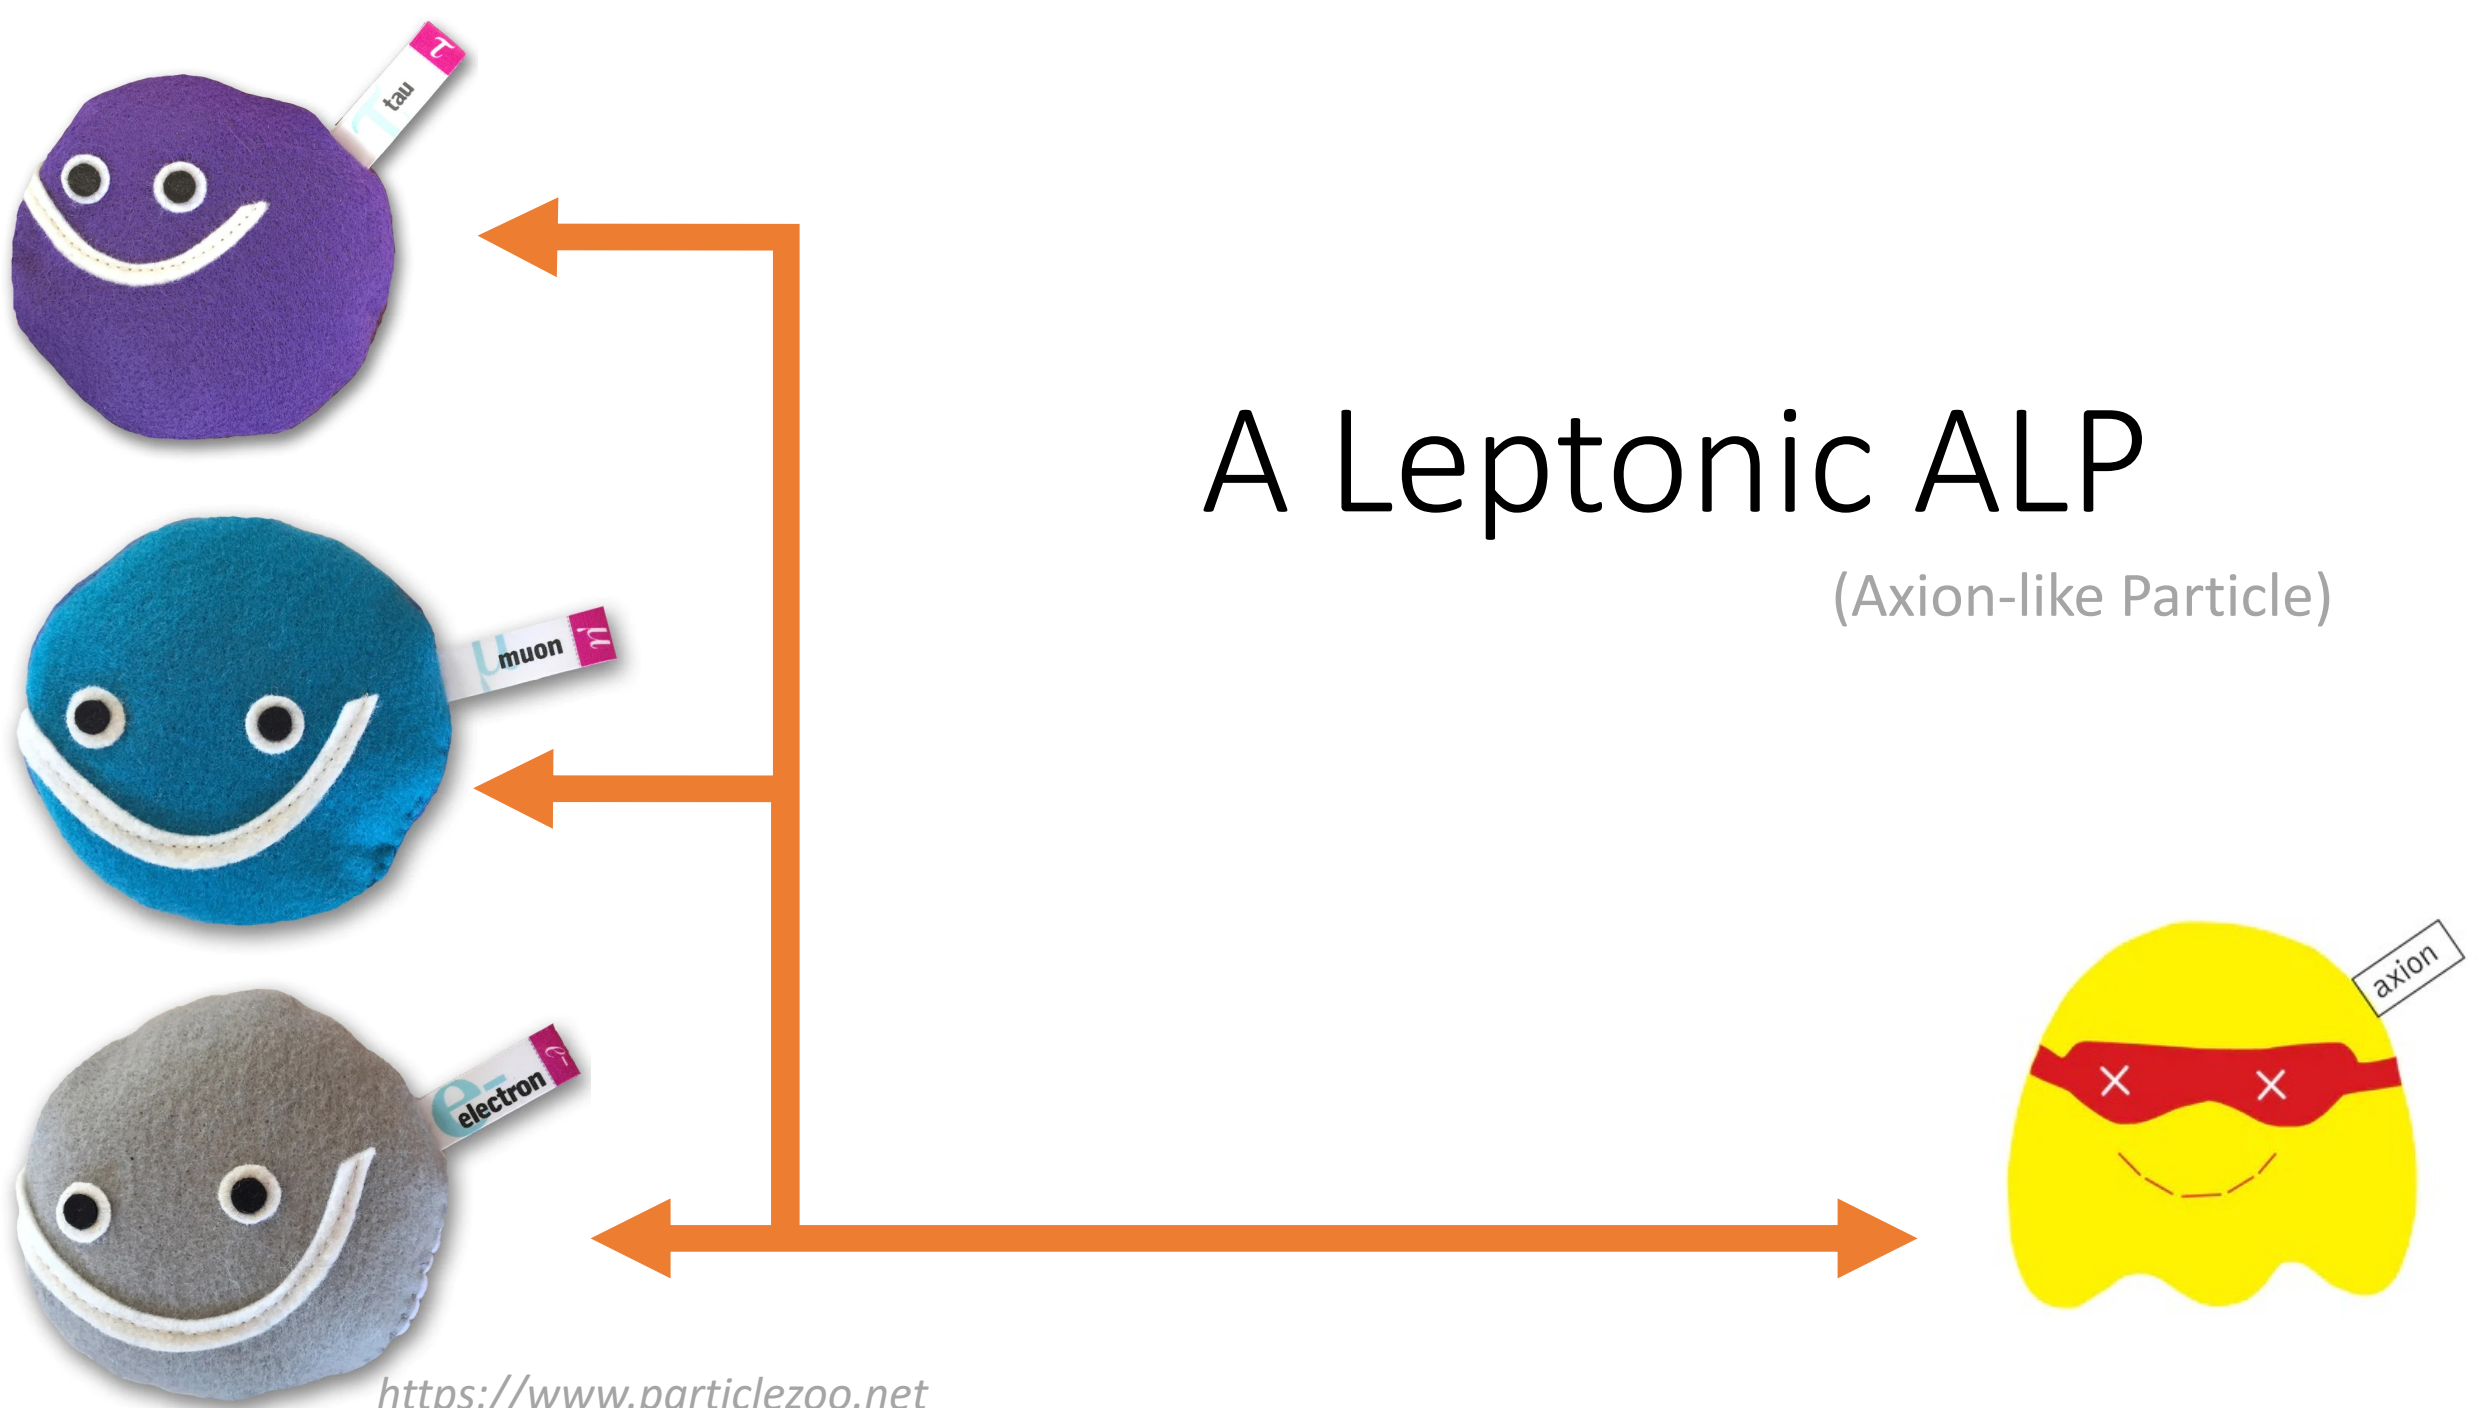 τ
T tau
A Leptonic ALP
(Axion-like Particle)
μ muon μ
axion
e- electron e-
https://www.particlezoo.net